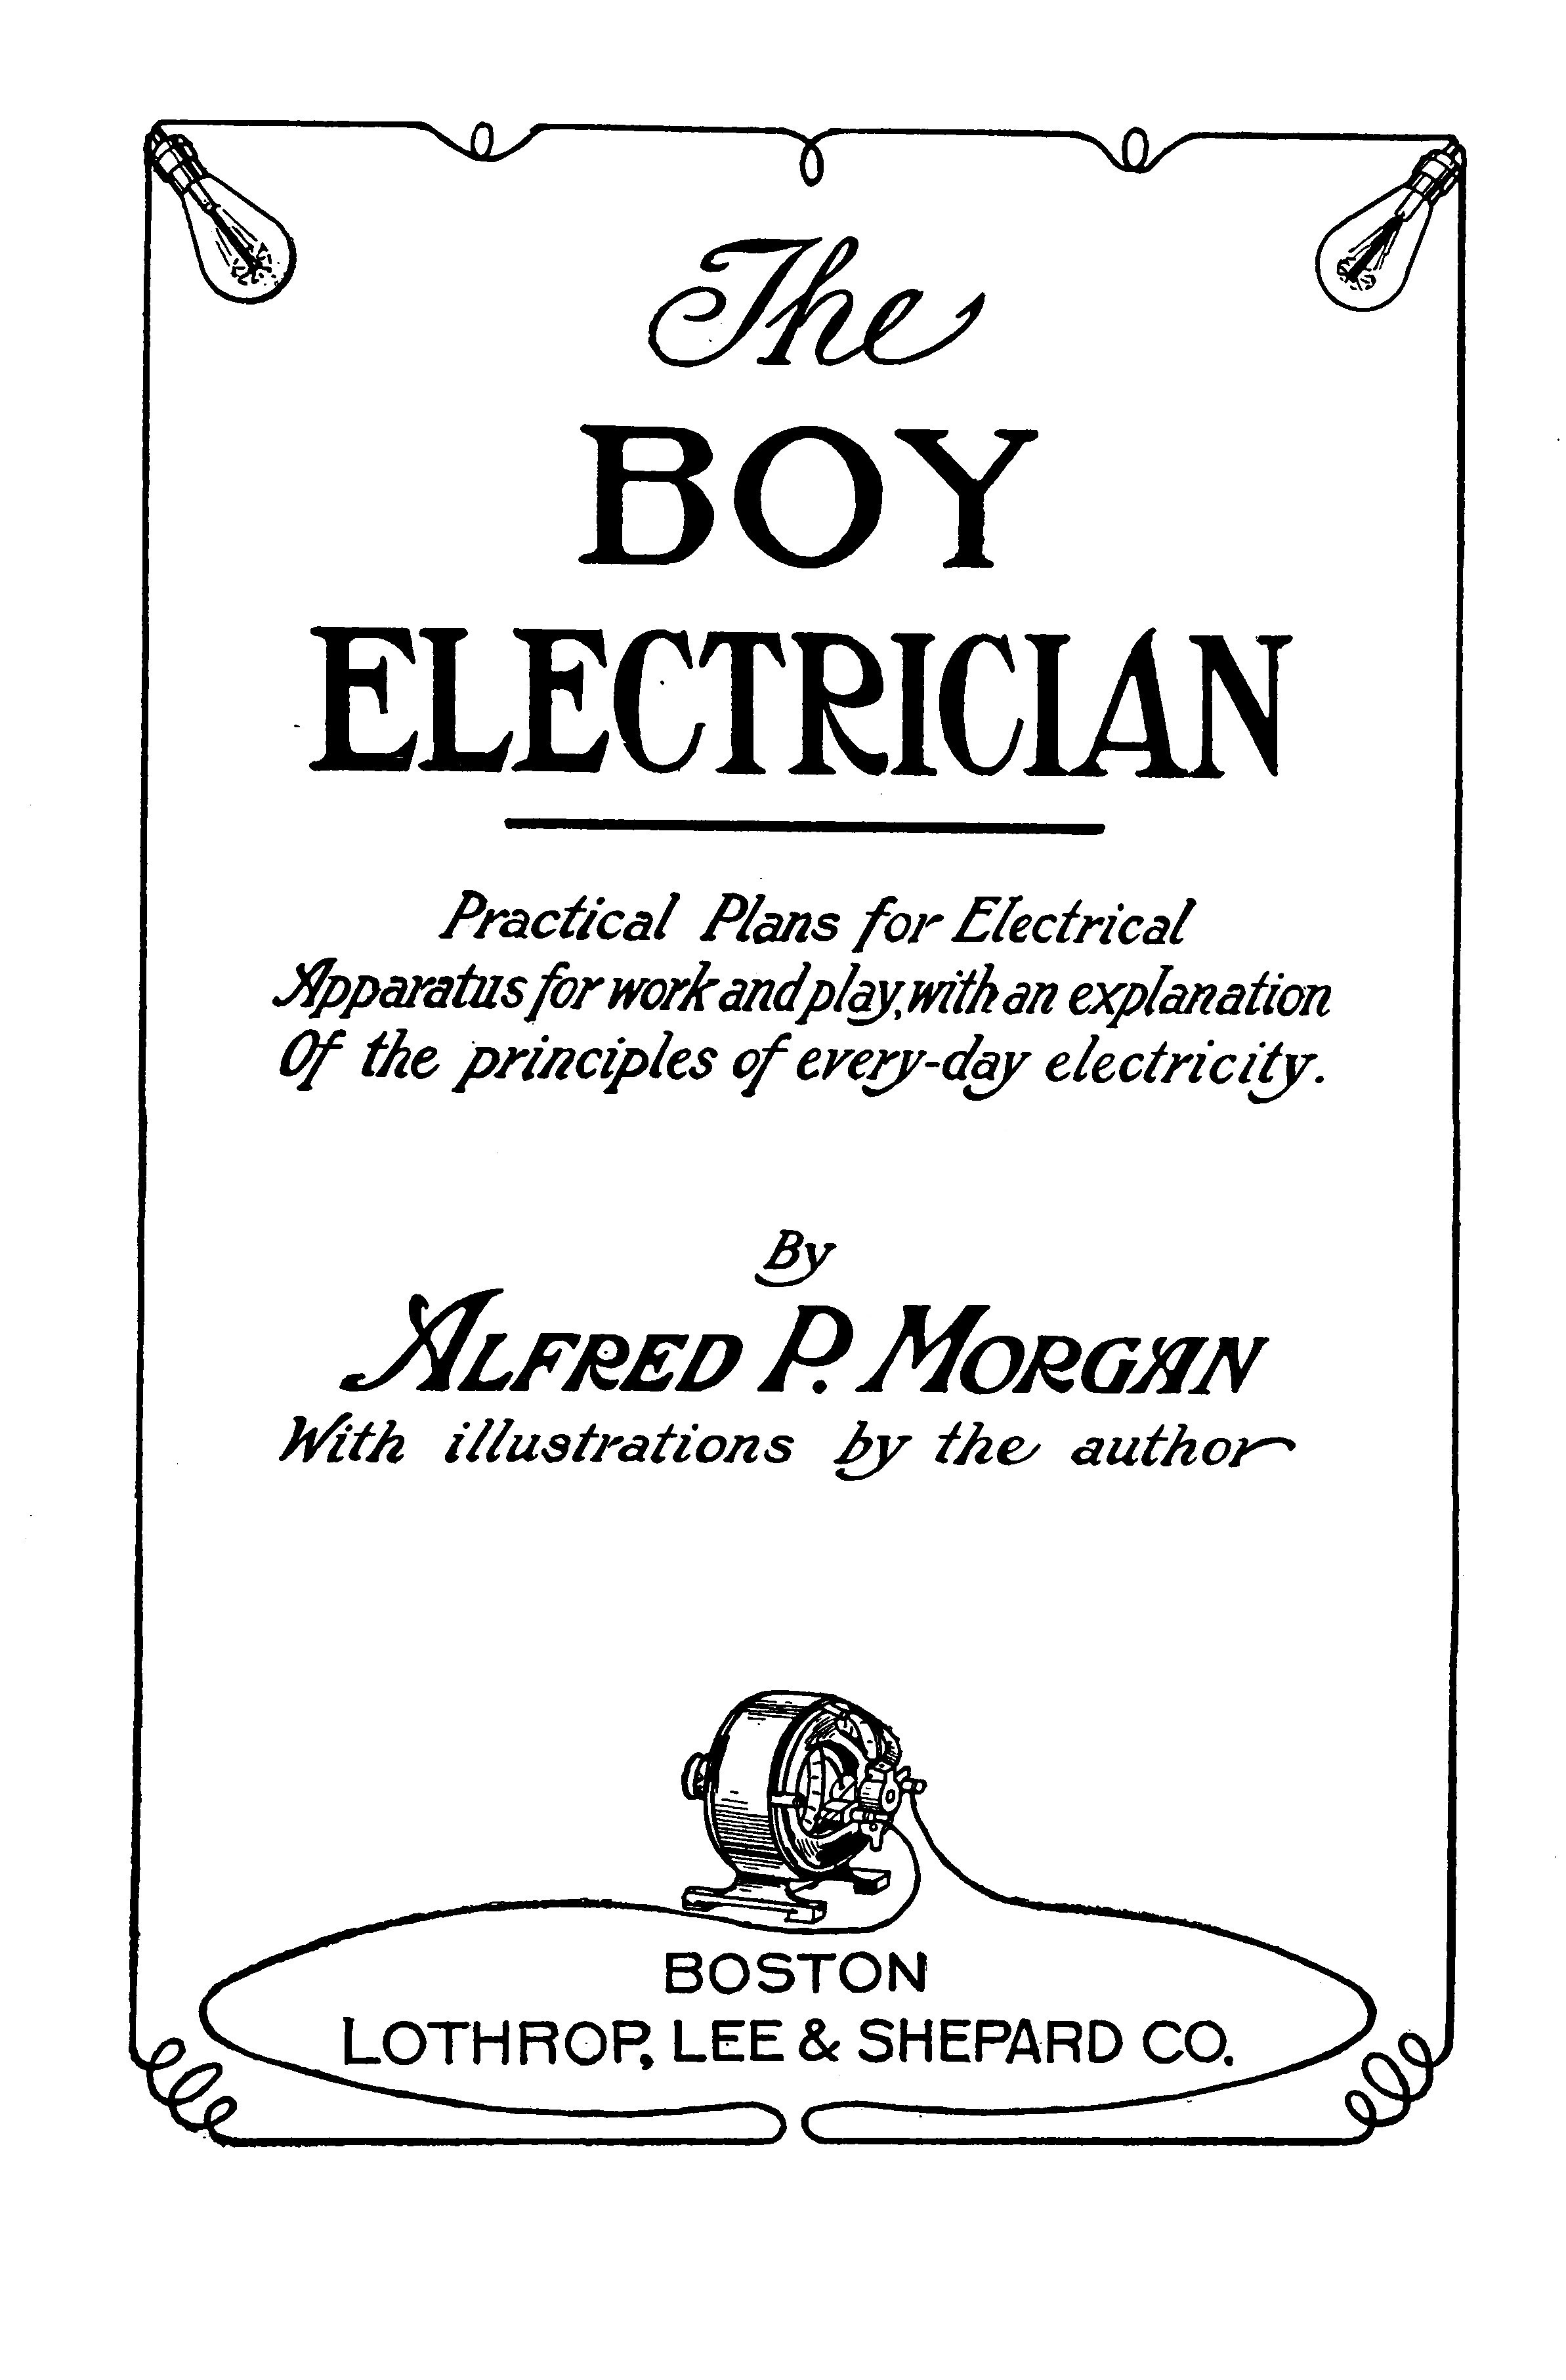 The
BOY
ELECTRICIAN
Practical Plans for Electrical
Apparatus for work and play, with an explanation
Of the principles of every-day electricity.
By
ALFRED P. MORGAN
With illustrations by the author
BOSTON
LOTHROP, LEE & SHEPARD CO.